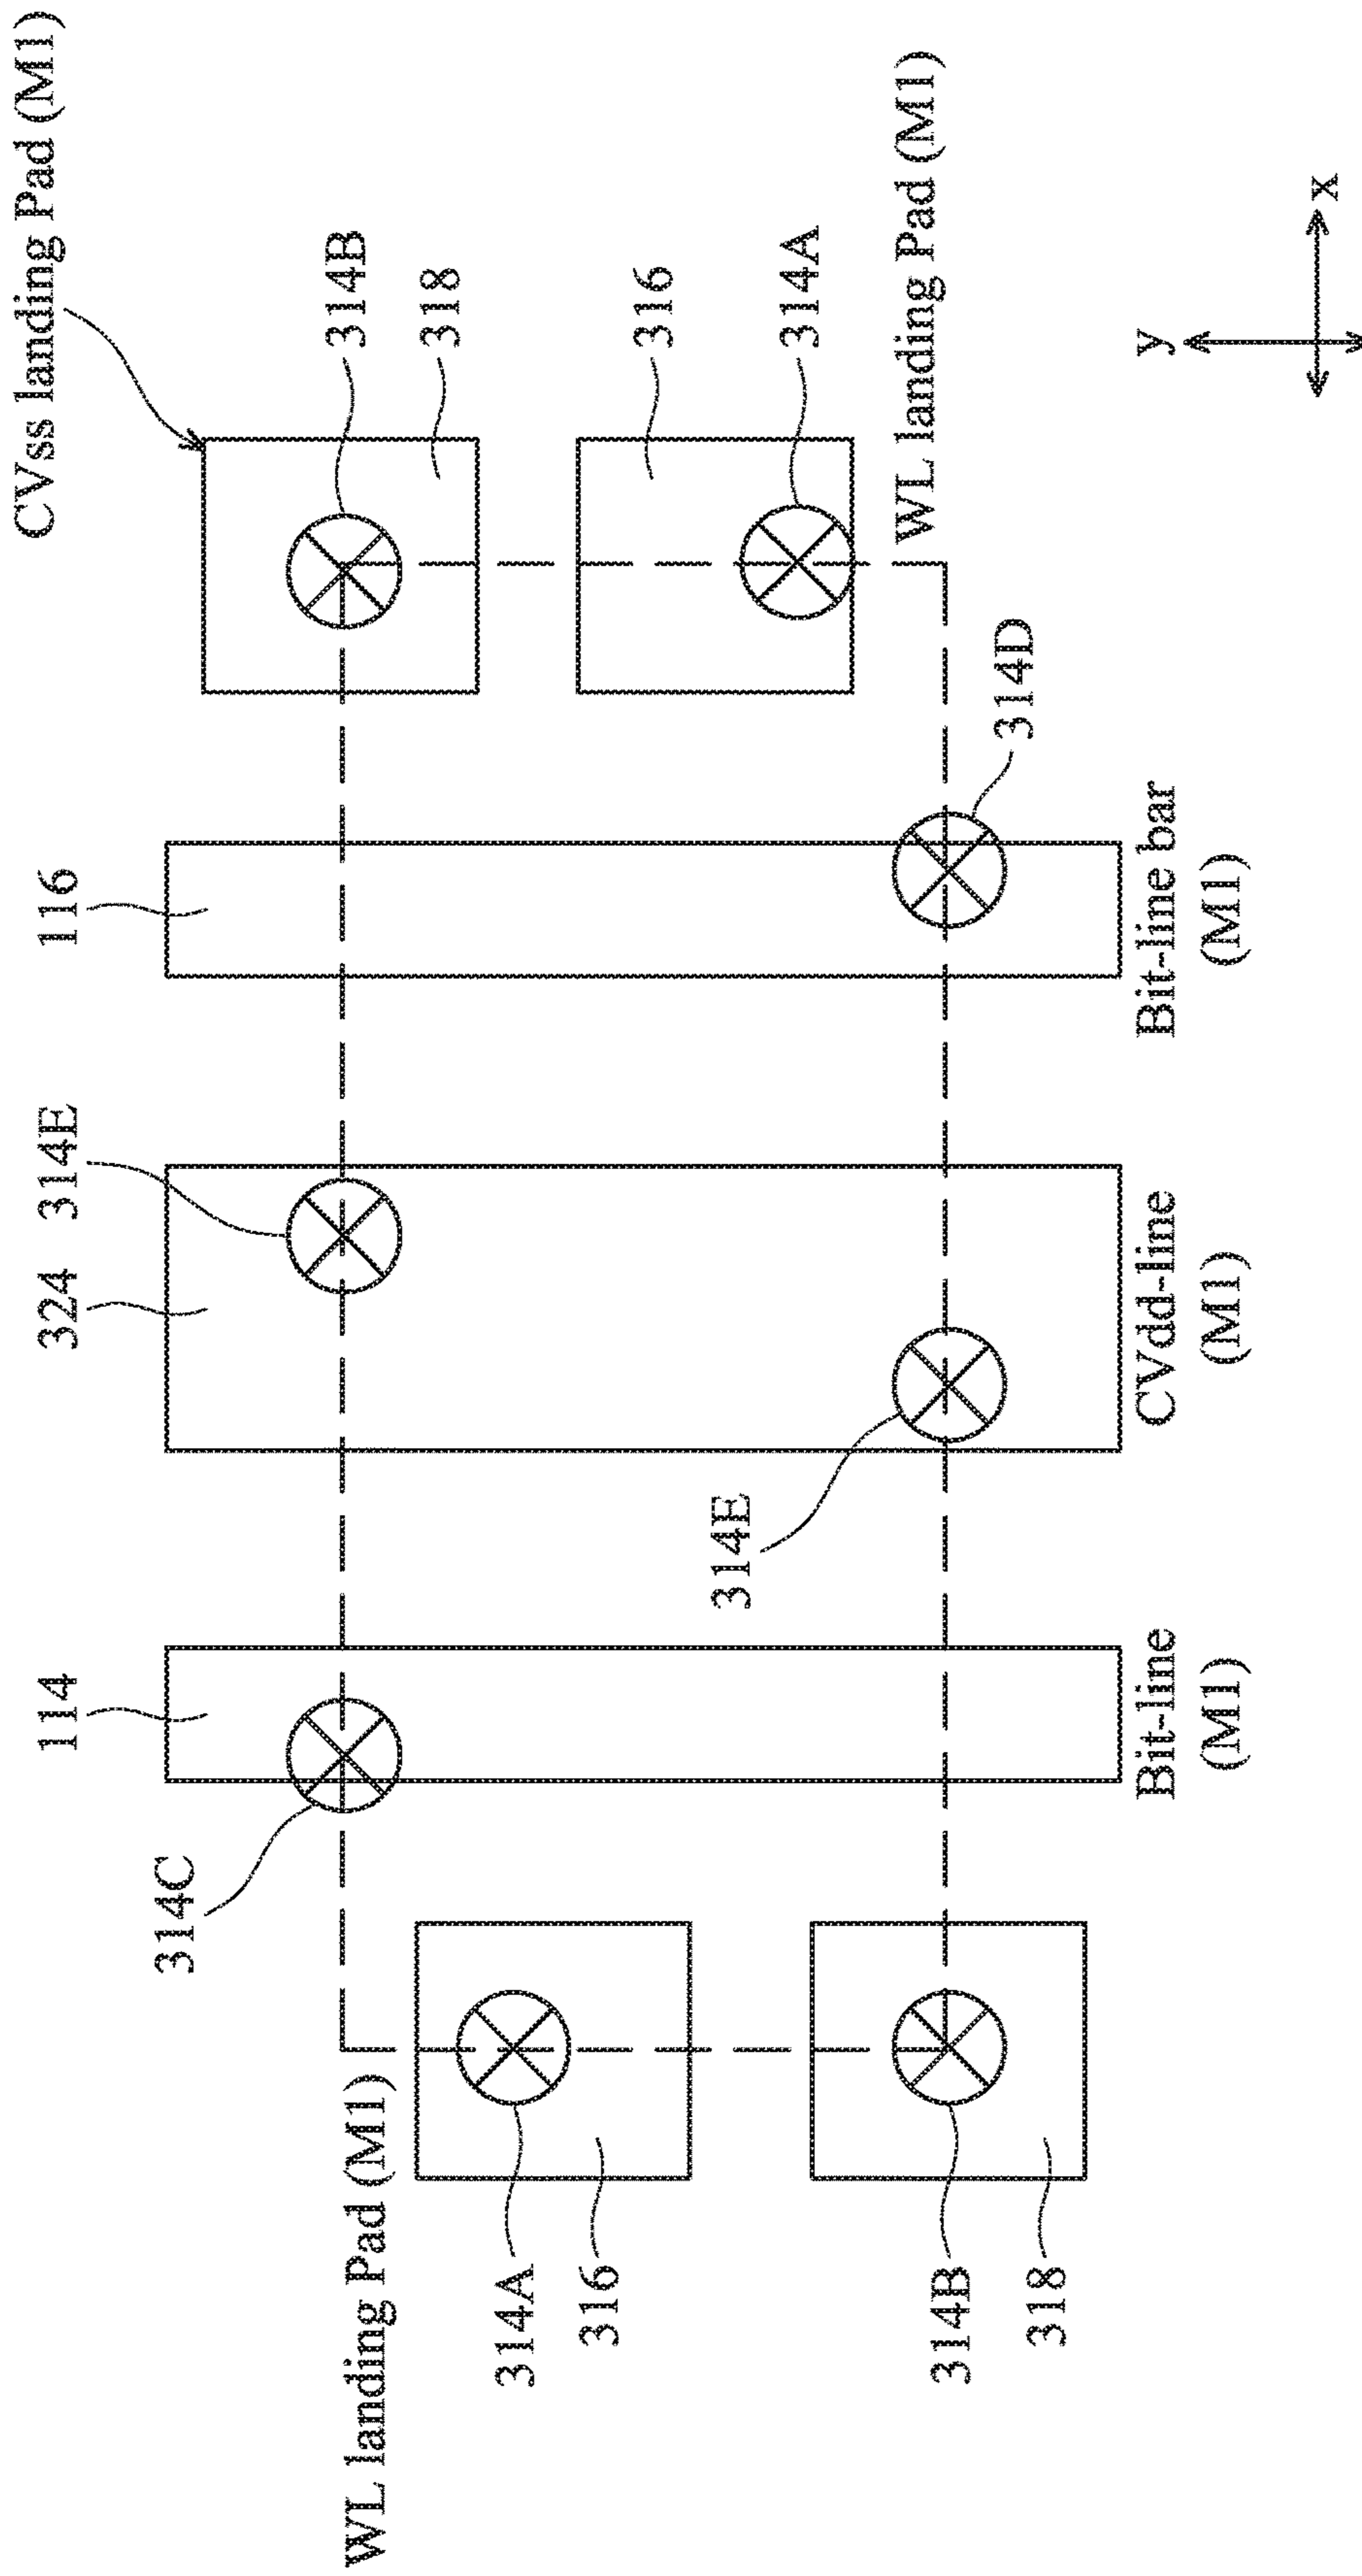 CVss landing Pad (M1)
114
324
314E
116
314C
314B
WL landing Pad (M1)
318
314A
316
316
314E
314A
WL landing Pad (M1)
314B
314D
318
Bit-line
(M1)
CVdd-line
(M1)
Bit-line bar
(M1)
y
x